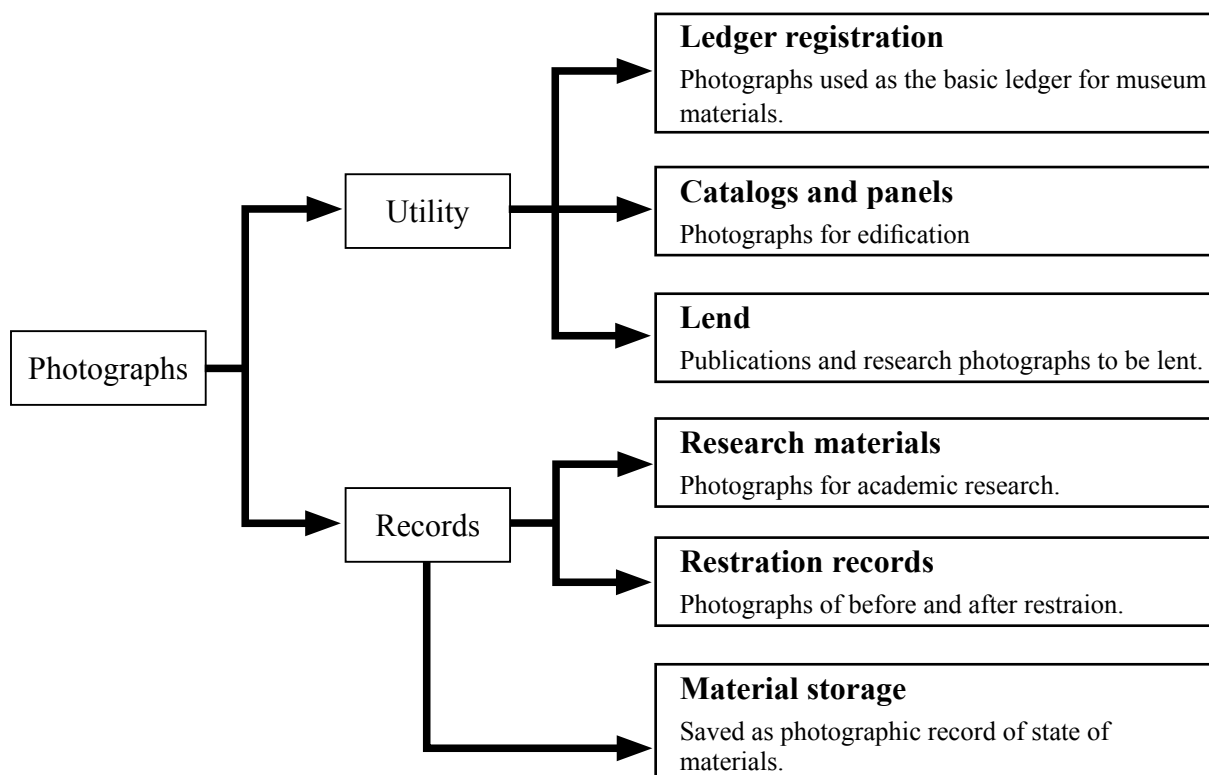 Photographs
Utility
Ledger registration
Photographs used as the basic ledger for museum
materials.
Catalogs and panels
Photographs for edification
Lend
Publications and research photographs to be lent.
Records
Research materials
Photographs for academic research.
Restration records
Photographs of before and after restraion.
Material storage
Saved as photographic record of state of
materials.